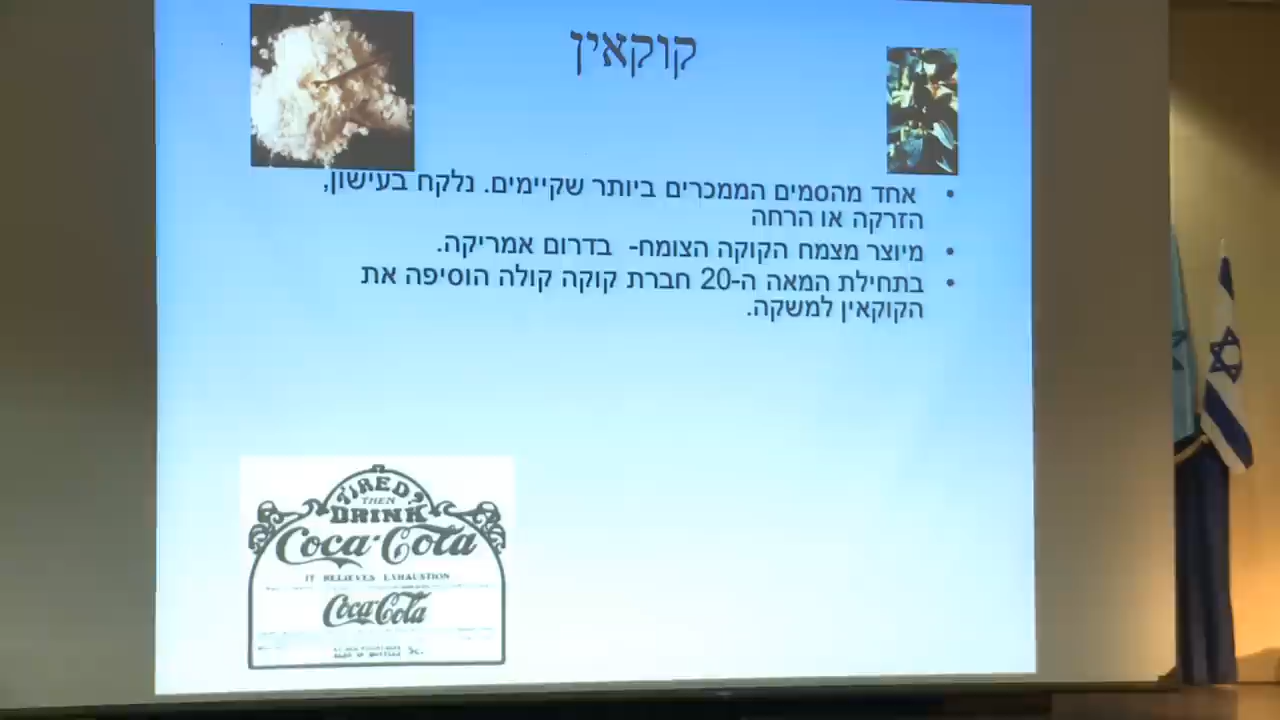 קוקאין
אחד מהסמים הממכרים ביותר שקיימים. נלקח בעישון,
הזרקה או הרחה
מיוצר מצמח הקוקה הצומח- בדרום אמריקה.
בתחילת המאה ה-20 חברת קוקה קולה הוסיפה את
הקוקאין למשקה.
TIRED?
THEN
DRINK
Coca-Cola
IT RELIEVES EXHAUSTION
Coca-Cola
5c.